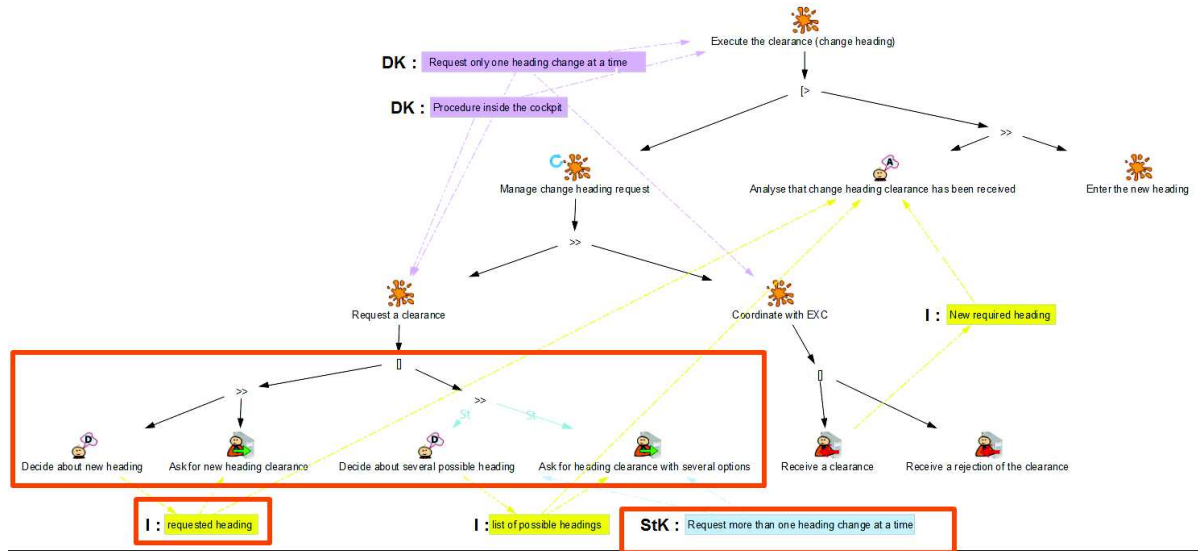 Execute the clearance (change heading)
DK : Request only one heading change at a time
[>
DK : Procedure inside the cockpit
>>
A
Manage change heading request
Analyse that change heading clearance has been received
Enter the new heading
>>
Request a clearance
Coordinate with EXC
I : New required heading
[]
[]
>>
>>
St
St
D
D
Decide about new heading
Ask for new heading clearance
Decide about several possible heading
Ask for heading clearance with several options
Receive a clearance
Receive a rejection of the clearance
I : requested heading
I : list of possible headings
StK : Request more than one heading change at a time